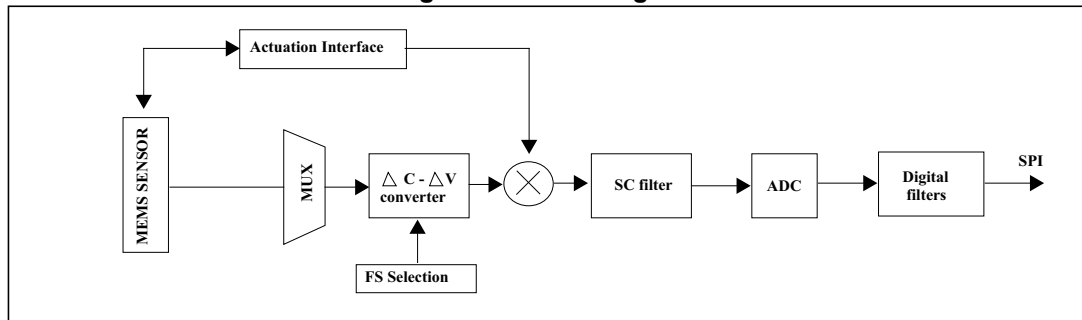 Actuation Interface
MEMS SENSOR
MUX
△ C - △V
converter
FS Selection
SC filter
ADC
Digital
filters
SPI